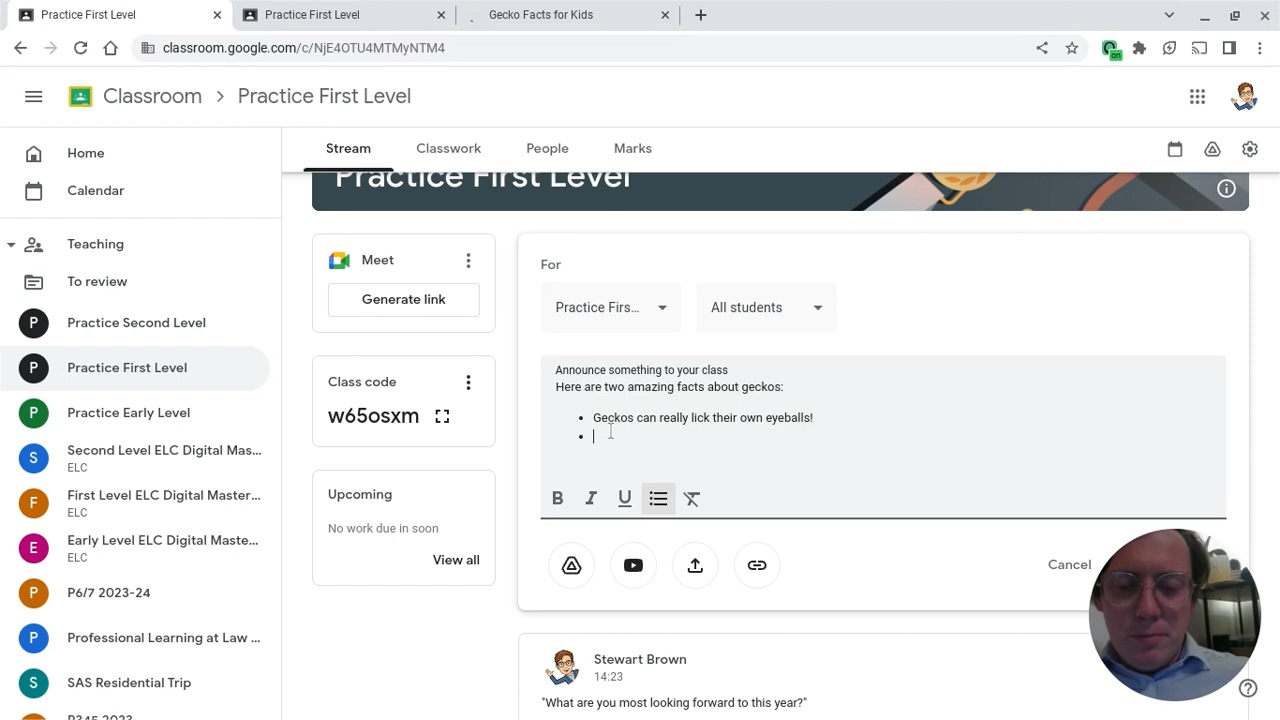 Practice First Level
Practice First Level
Gecko Facts for Kids
classroom.google.com/c/NjE4OTU4MTMyNTM4
on
Classroom > Practice First Level
Home
Calendar
Teaching
To review
P Practice Second Level
P Practice First Level
P Practice Early Level
S Second Level ELC Digital Mas...
ELC
F First Level ELC Digital Master...
ELC
E Early Level ELC Digital Maste...
ELC
P P6/7 2023-24
P Professional Learning at Law ...
S SAS Residential Trip
P345 2023
Stream Classwork People Marks
Practice First Level
Meet
Generate link
Class code
w65osxm
Upcoming
No work due in soon
View all
For
Practice Firs... All students
Announce something to your class
Here are two amazing facts about geckos:
• Geckos can really lick their own eyeballs!
•
B I U
Cancel
Stewart Brown
14:23
"What are you most looking forward to this year?"